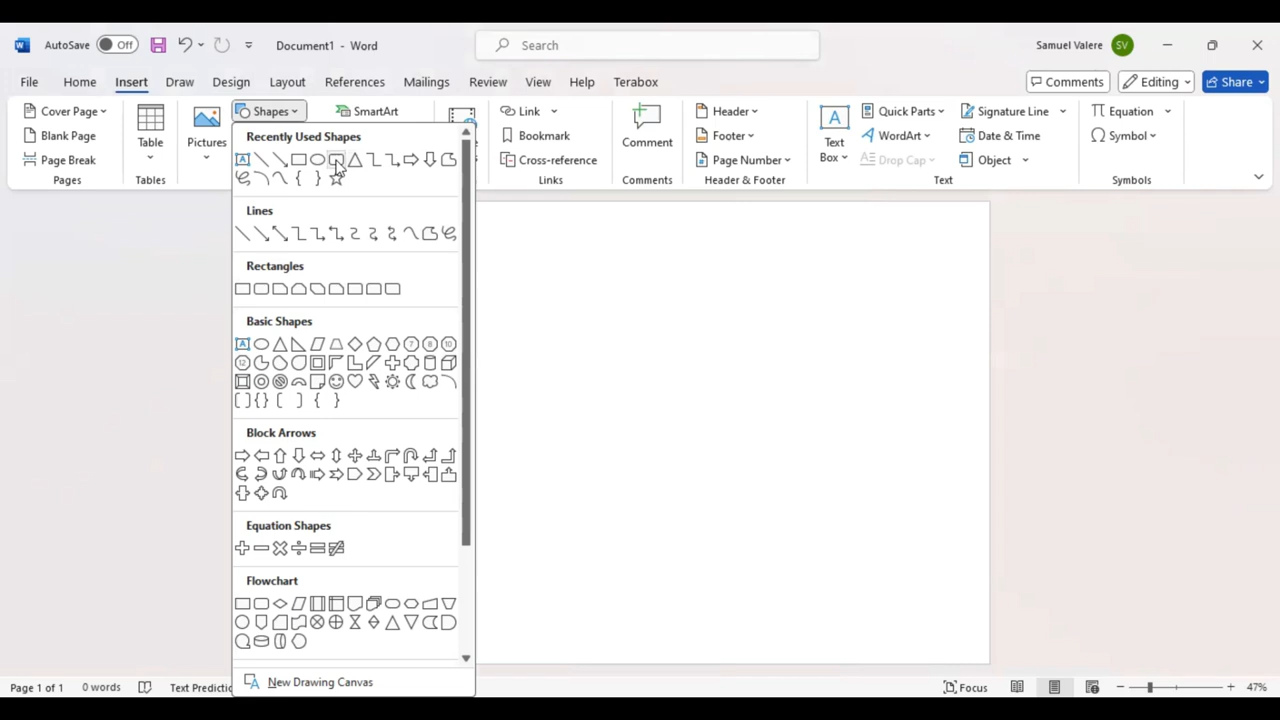 AutoSave Off Document1 - Word Search Samuel Valere SV
File Home Insert Draw Design Layout References Mailings Review View Help Terabox Comments Editing Share
Cover Page Shapes SmartArt Link Header Quick Parts Signature Line Equation
Blank Page Table Pictures Bookmark Comment Footer Text Box WordArt Date & Time Symbol
Page Break Cross-reference Page Number Drop Cap Object
Pages Tables Links Comments Header & Footer Text Symbols
Recently Used Shapes
Lines
Rectangles
Basic Shapes
Block Arrows
Equation Shapes
Flowchart
New Drawing Canvas
Page 1 of 1 0 words Text Predictio Focus 47%